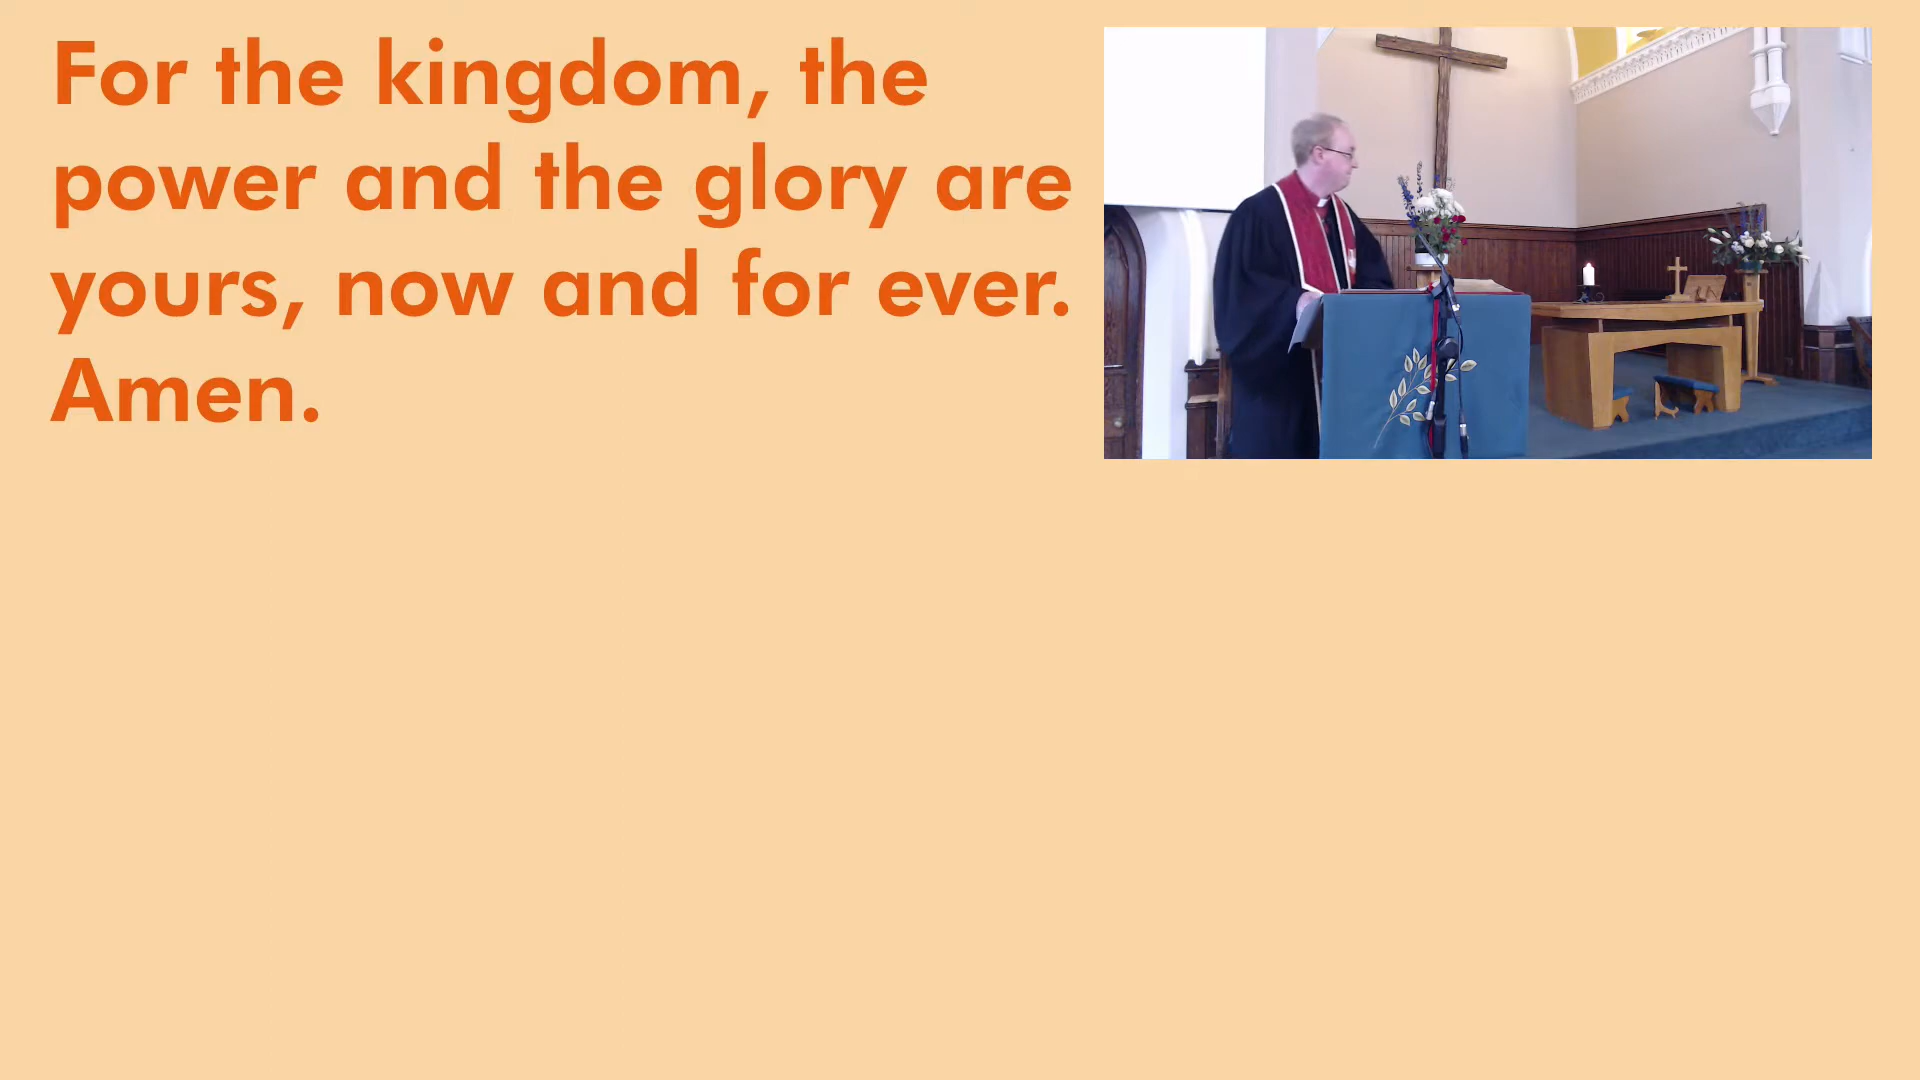 For the kingdom, the
power and the glory are
yours, now and for ever.
Amen.